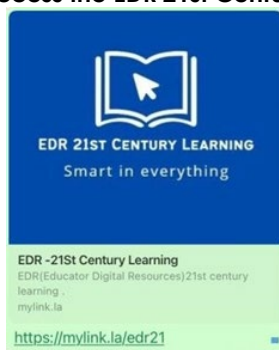 EDR 21ST CENTURY LEARNING
Smart in everything
EDR -21St Century Learning
EDR(Educator Digital Resources)21st century
learning .
mylink.la
https://mylink.la/edr21